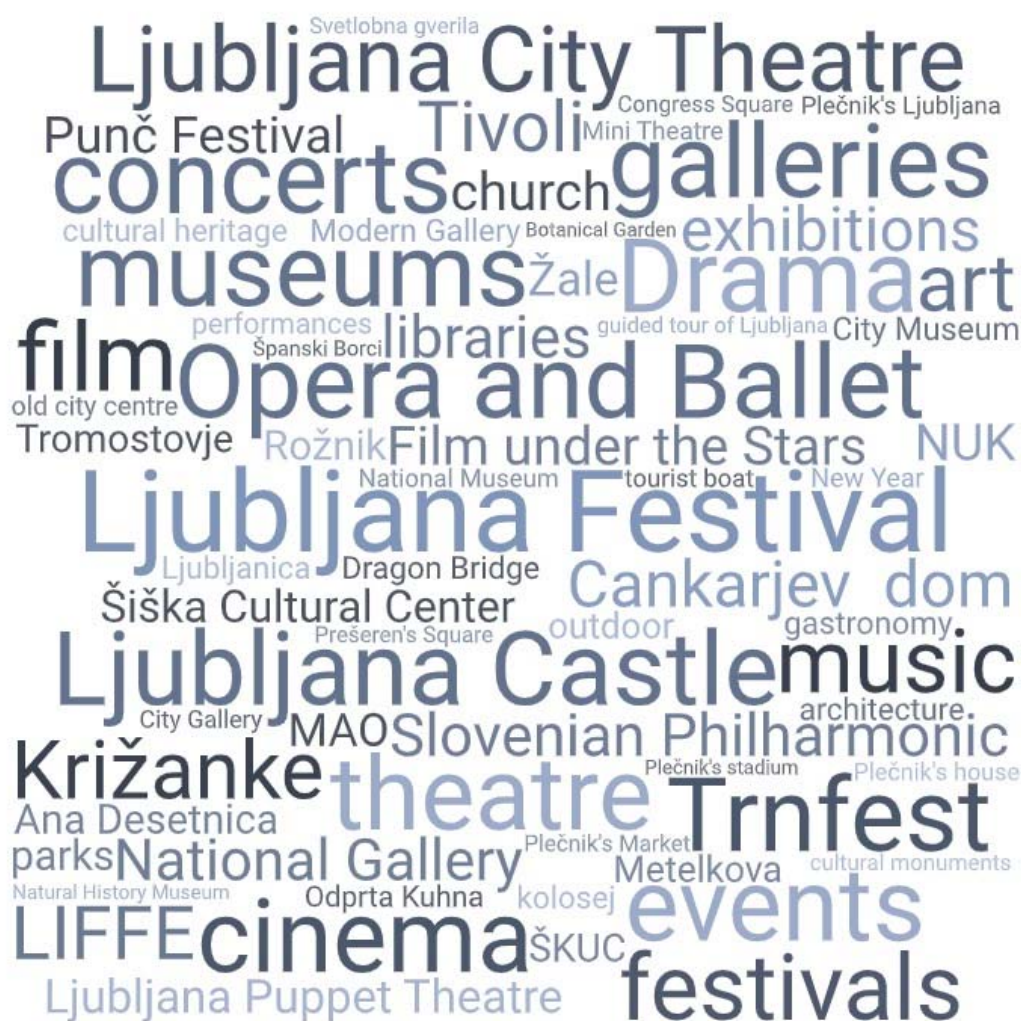 Svetlobna gverila
Ljubljana City Theatre
Congress Square Plečnik's Ljubljana
Punč Festival Tivoli Mini Theatre
concerts church galleries
cultural heritage Modern Gallery Botanical Garden exhibitions
museums Žale Drama art
performances libraries guided tour of Ljubljana City Museum
film Španski Borci
Opera and Ballet
old city centre
Tromostovje Rožnik Film under the Stars NUK
National Museum tourist boat New Year
Ljubljana Festival
Ljubljanica Dragon Bridge Cankarjev dom
Šiška Cultural Center
Prešeren's Square outdoor gastronomy
Ljubljana Castle music
City Gallery MAO Slovenian Philharmonic architecture
Križanke theatre Plečnik's stadium Plečnik's house
Ana Desetnica Trnfest
parks National Gallery Plečnik's Market Metelkova cultural monuments
Natural History Museum Odprta Kuhna kolosej events
LIFFE cinema ŠKUC
Ljubljana Puppet Theatre festivals